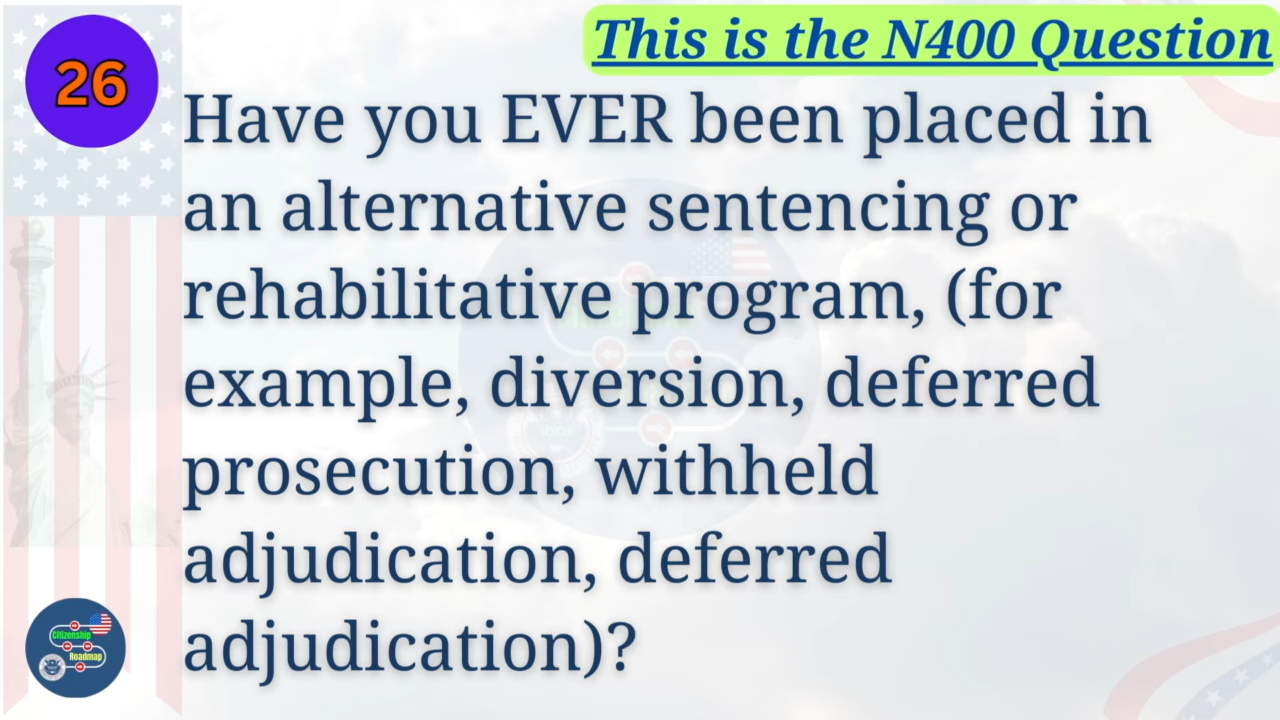 26
This is the N400 Question
Have you EVER been placed in
an alternative sentencing or
rehabilitative program, (for
example, diversion, deferred
prosecution, withheld
adjudication, deferred
adjudication)?
Citizenship
Roadmap